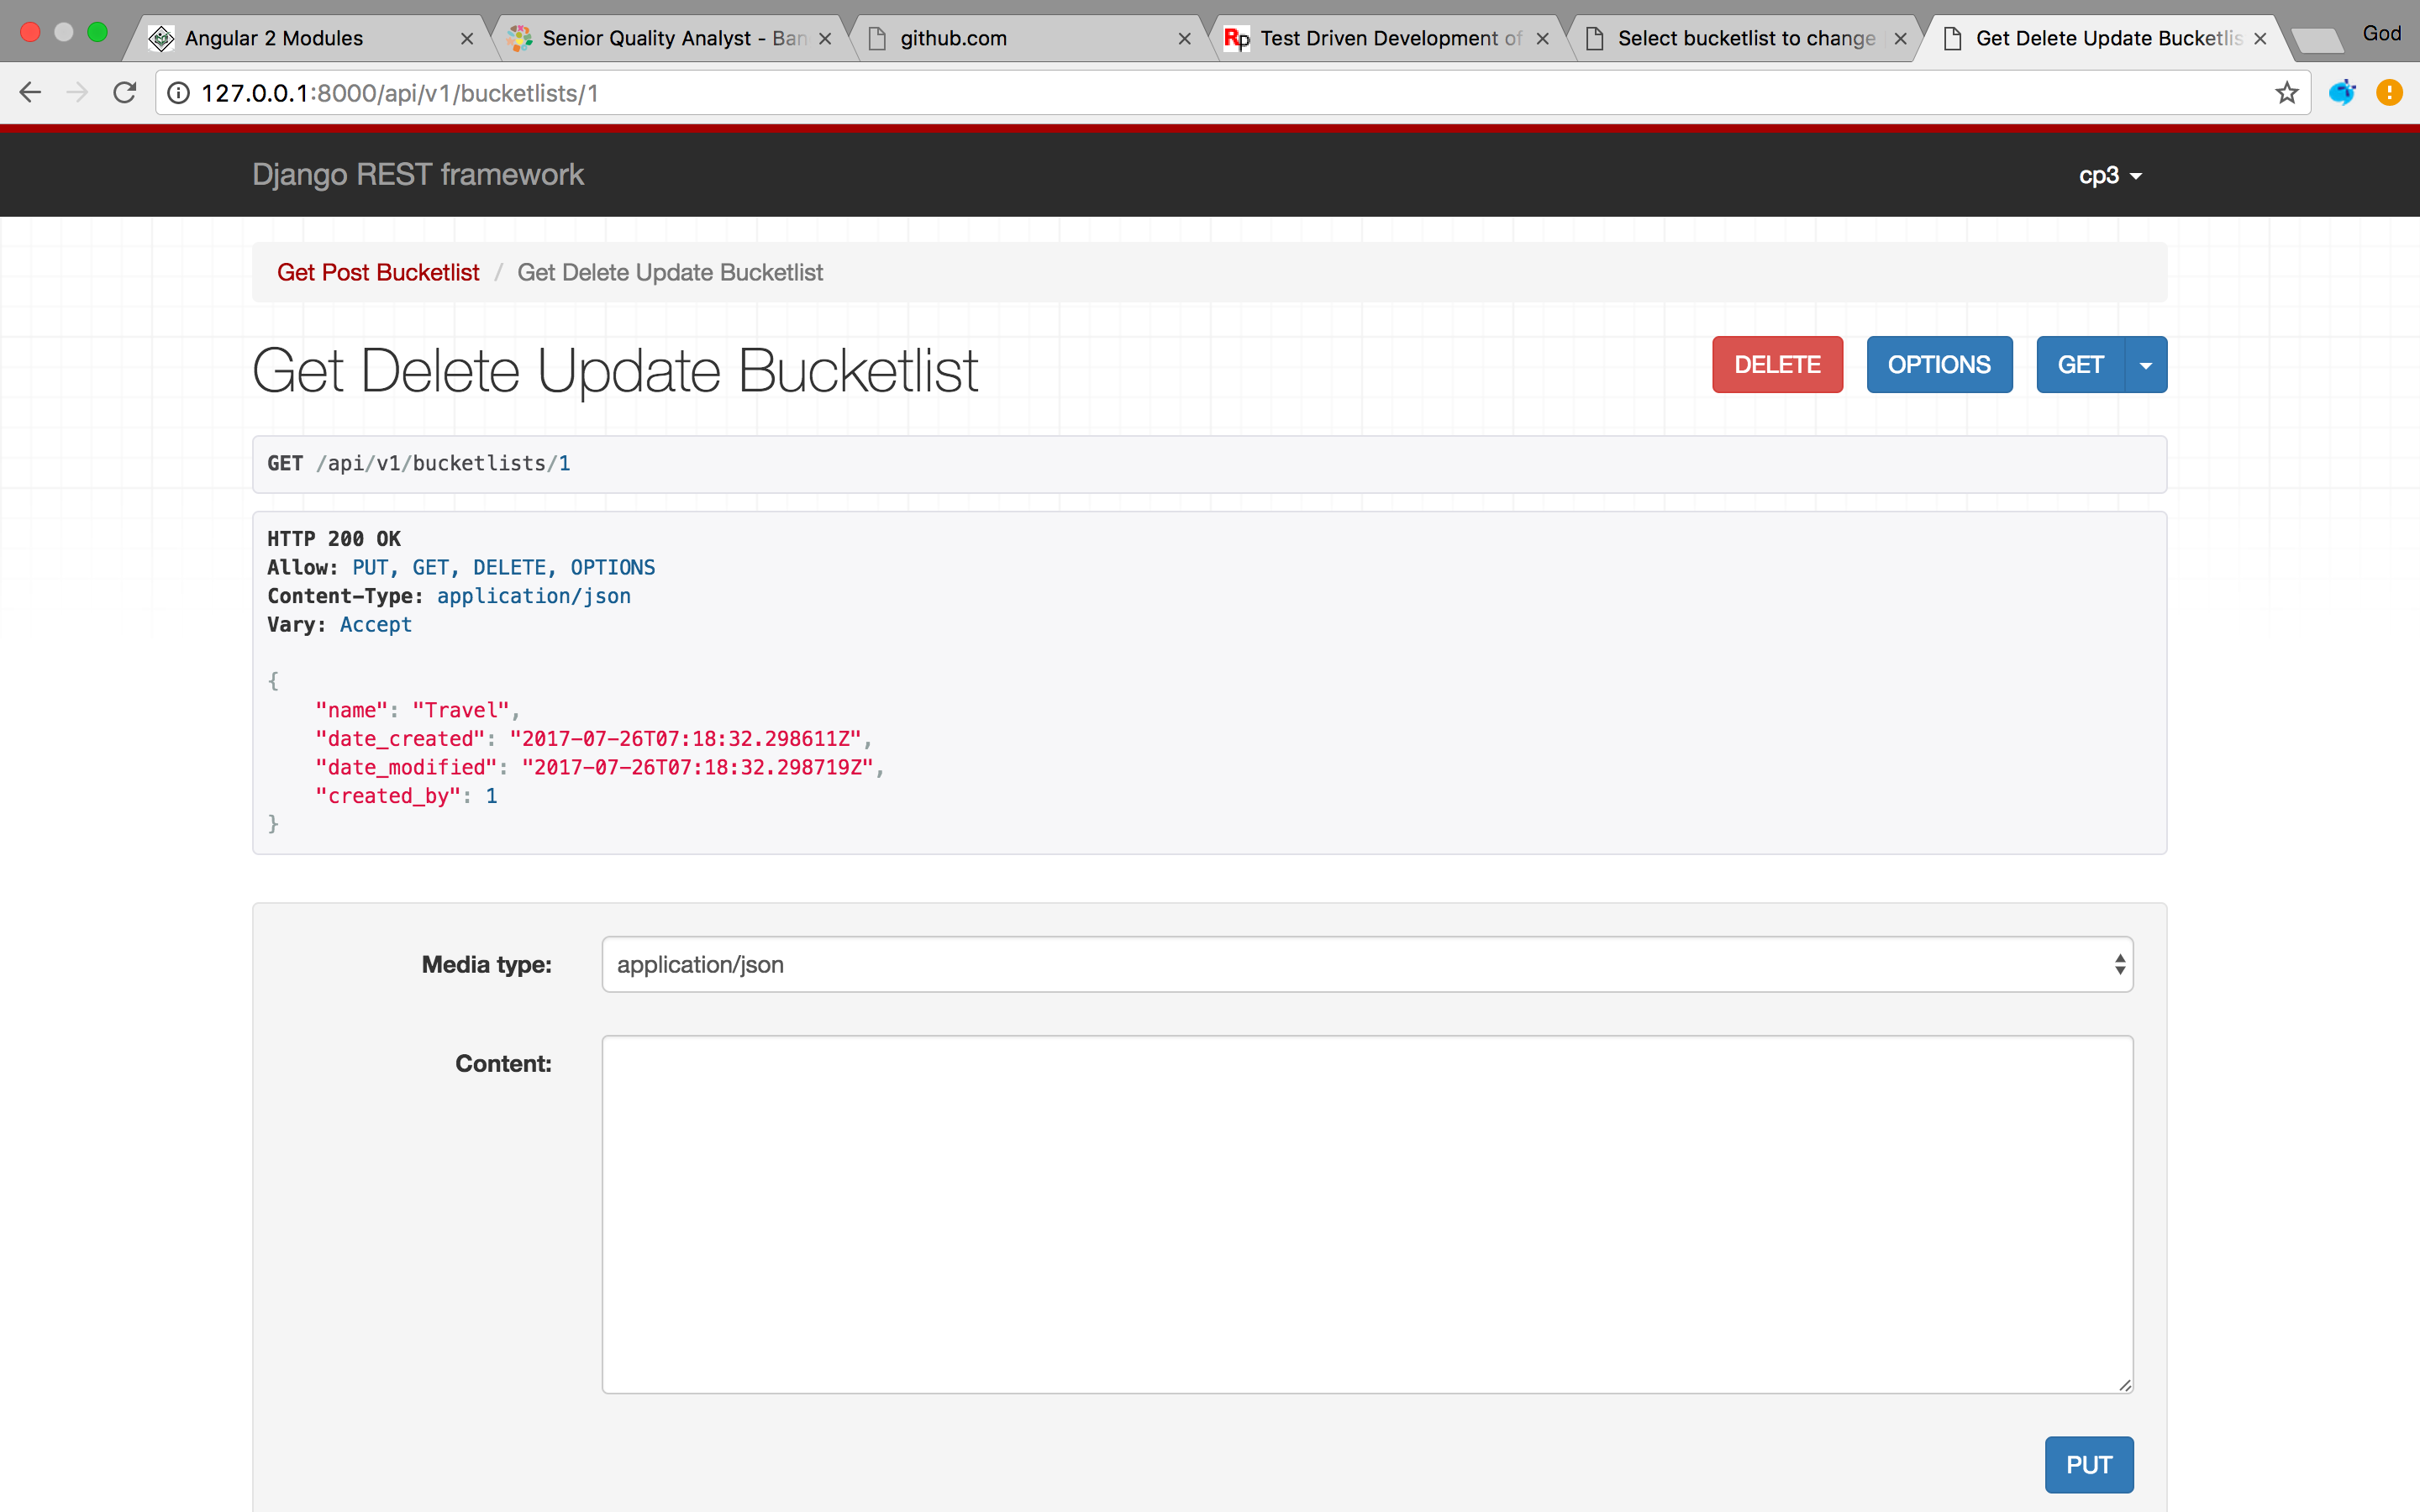 Angular 2 Modules
Senior Quality Analyst - Ban
github.com
Rp Test Driven Development of
Select bucketlist to change
Get Delete Update Bucketlis
God
127.0.0.1:8000/api/v1/bucketlists/1
Django REST framework
cp3
Get Post Bucketlist / Get Delete Update Bucketlist
Get Delete Update Bucketlist
DELETE
OPTIONS
GET
GET /api/v1/bucketlists/1
HTTP 200 OK
Allow: PUT, GET, DELETE, OPTIONS
Content-Type: application/json
Vary: Accept
{
"name": "Travel",
"date_created": "2017-07-26T07:18:32.298611Z",
"date_modified": "2017-07-26T07:18:32.298719Z",
"created_by": 1
}
Media type:
application/json
Content:
PUT